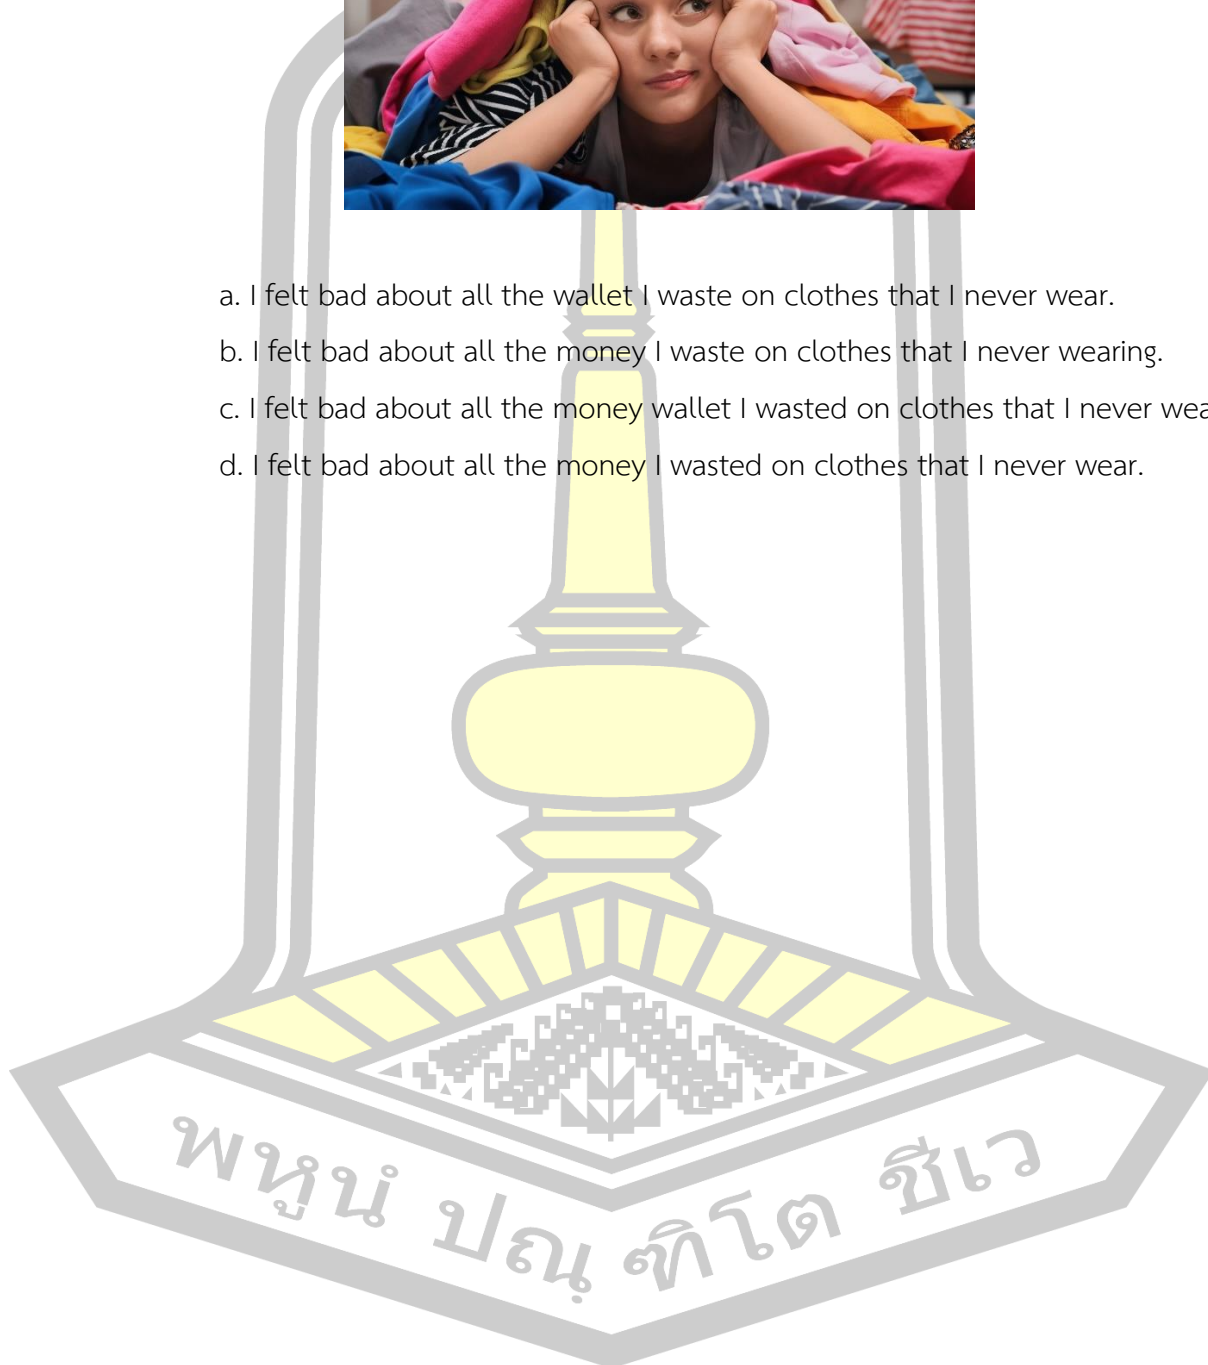 a. I felt bad about all the wallet I waste on clothes that I never wear.
b. I felt bad about all the money I waste on clothes that I never wearing.
c. I felt bad about all the money wallet I wasted on clothes that I never
d. I felt bad about all the money I wasted on clothes that I never wear.
พหูนํ ปณฺฑิโต ชีเว